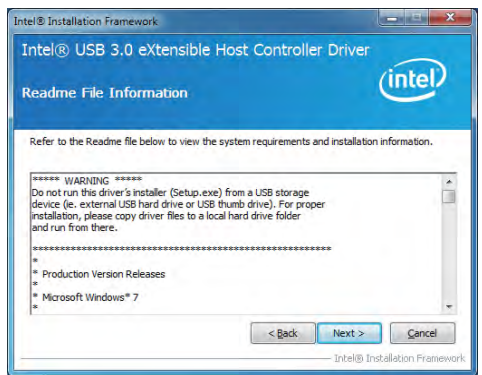 Intel® Installation Framework
Intel® USB 3.0 eXtensible Host Controller Driver
Readme File Information
intel
Refer to the Readme file below to view the system requirements and installation information.
***** WARNING *****
Do not run this driver's installer (Setup.exe) from a USB storage
device (ie. external USB hard drive or USB thumb drive). For proper
installation, please copy driver files to a local hard drive folder
and run from there.
************************************************************
*
* Production Version Releases
*
* Microsoft Windows* 7
*
< Back
Next >
Cancel
Intel® Installation Framework